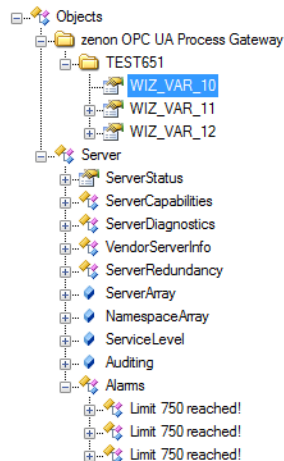 Objects
zenon OPC UA Process Gateway
TEST651
WIZ_VAR_10
WIZ_VAR_11
WIZ_VAR_12
Server
ServerStatus
ServerCapabilities
ServerDiagnostics
VendorServerInfo
ServerRedundancy
ServerArray
NamespaceArray
ServiceLevel
Auditing
Alarms
Limit 750 reached!
Limit 750 reached!
Limit 750 reached!